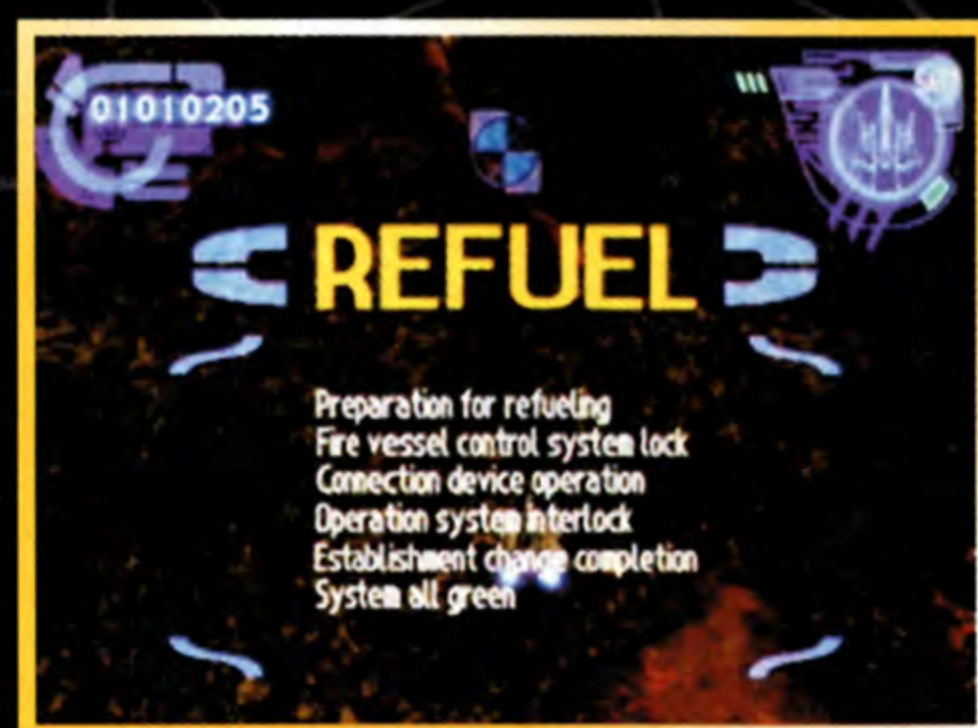 01010205
REFUEL
Preparation for refueling
Fire vessel control system lock
Connection device operation
Operation system interlock
Establishment change completion
System all green